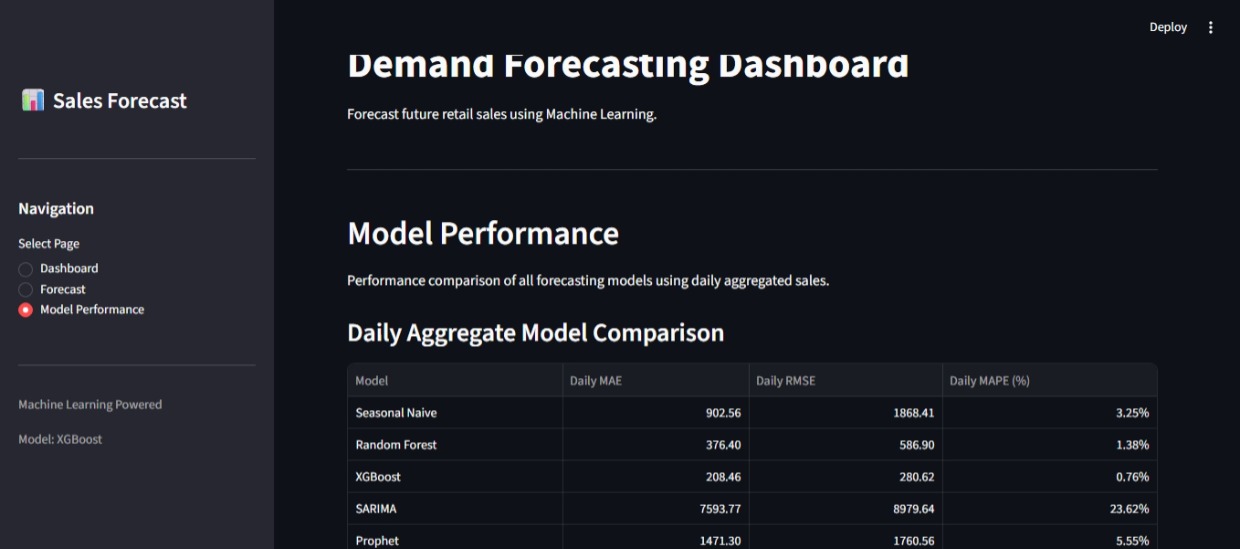 Deploy
Sales Forecast
Navigation
Select Page
Dashboard
Forecast
Model Performance
Machine Learning Powered
Model: XGBoost
Demand Forecasting Dashboard
Forecast future retail sales using Machine Learning.
Model Performance
Performance comparison of all forecasting models using daily aggregated sales.
Daily Aggregate Model Comparison
Model Daily MAE Daily RMSE Daily MAPE (%)
Seasonal Naive 902.56 1868.41 3.25%
Random Forest 376.40 586.90 1.38%
XGBoost 208.46 280.62 0.76%
SARIMA 7593.77 8979.64 23.62%
Prophet 1471.30 1760.56 5.55%